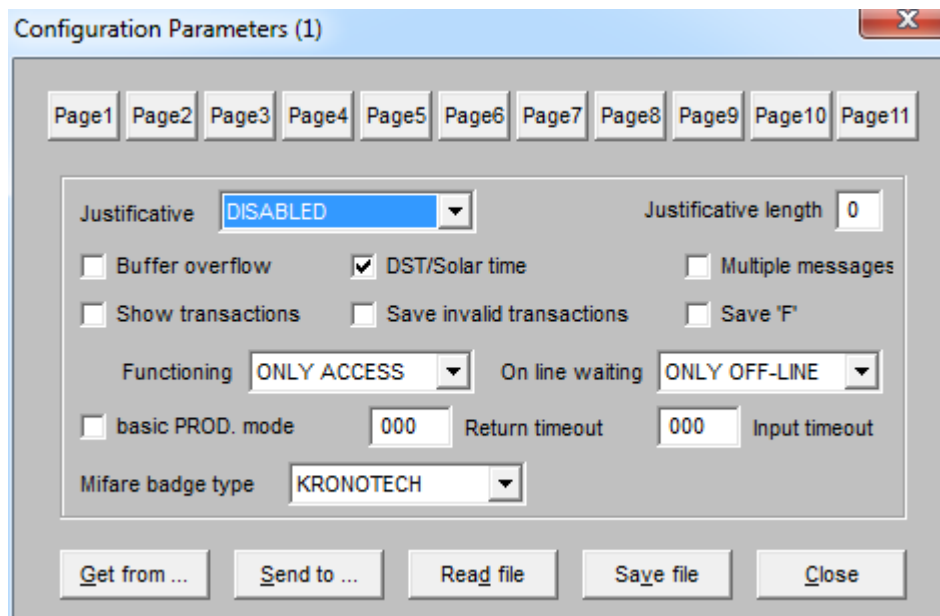 Configuration Parameters (1)
Page1 Page2 Page3 Page4 Page5 Page6 Page7 Page8 Page9 Page10 Page11
Justificative DISABLED Justificative length 0
Buffer overflow DST/Solar time Multiple messages
Show transactions Save invalid transactions Save 'F'
Functioning ONLY ACCESS On line waiting ONLY OFF-LINE
basic PROD. mode 000 Return timeout 000 Input timeout
Mifare badge type KRONOTECH
Get from ... Send to ... Read file Save file Close